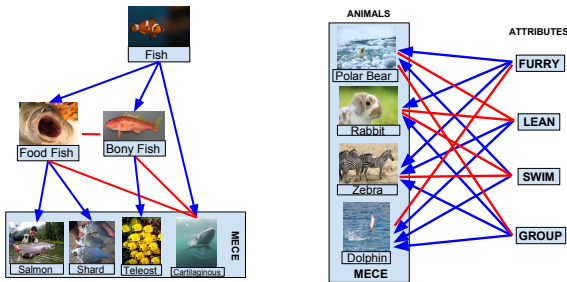 Fish
Food Fish
Bony Fish
Salmon
Shard
Teleost
Cartilaginous
MECE
ANIMALS
Polar Bear
Rabbit
Zebra
Dolphin
MECE
ATTRIBUTES
FURRY
LEAN
SWIM
GROUP